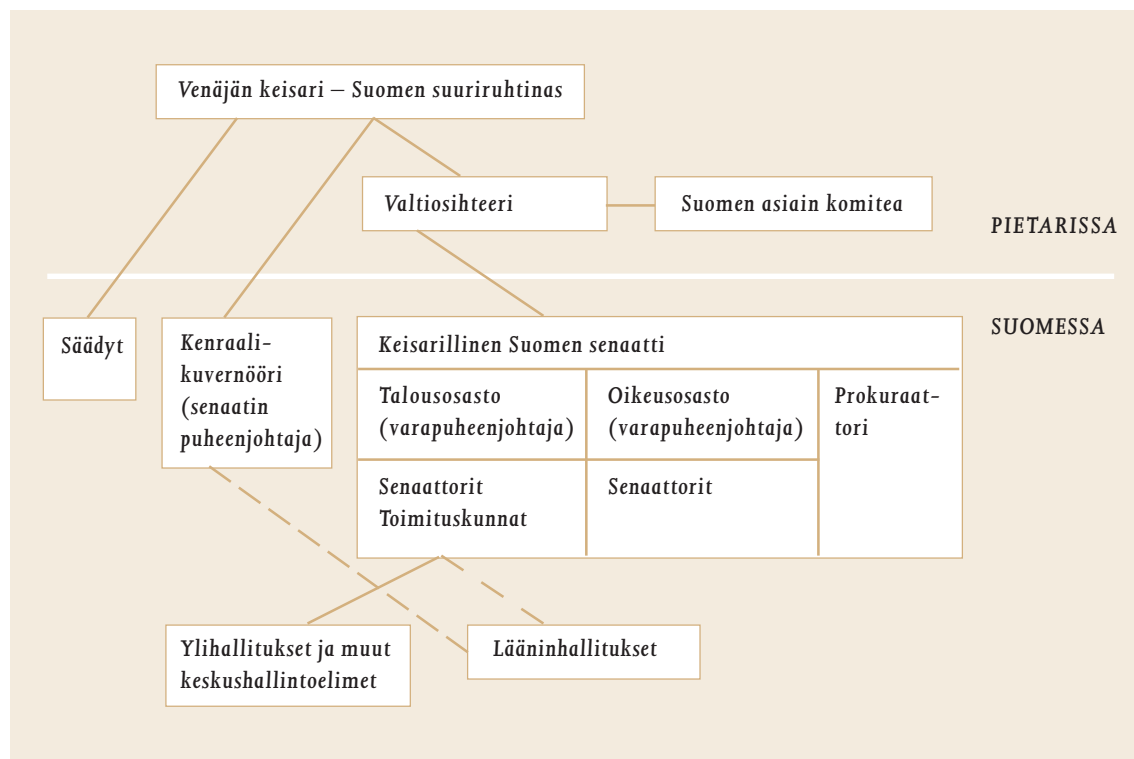 Venäjän keisari – Suomen suuriruhtinas
Valtiosihteeri
Suomen asiain komitea
PIETARISSA
SUOMESSA
Säädyt
Kenraali-
kuvernööri
(senaatin
puheenjohtaja)
Keisarillinen Suomen senaatti
Talousosasto
(varapuheenjohtaja)
Oikeusosasto
(varapuheenjohtaja)
Prokuraat-
tori
Senaattorit
Toimituskunnat
Senaattorit
Ylihallitukset ja muut
keskushallintoelimet
Lääninhallitukset